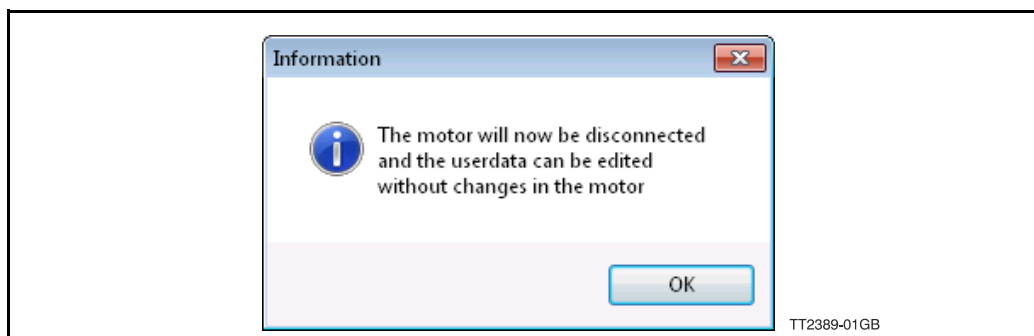 Information
The motor will now be disconnected
and the userdata can be edited
without changes in the motor
OK
TT2389-01GB